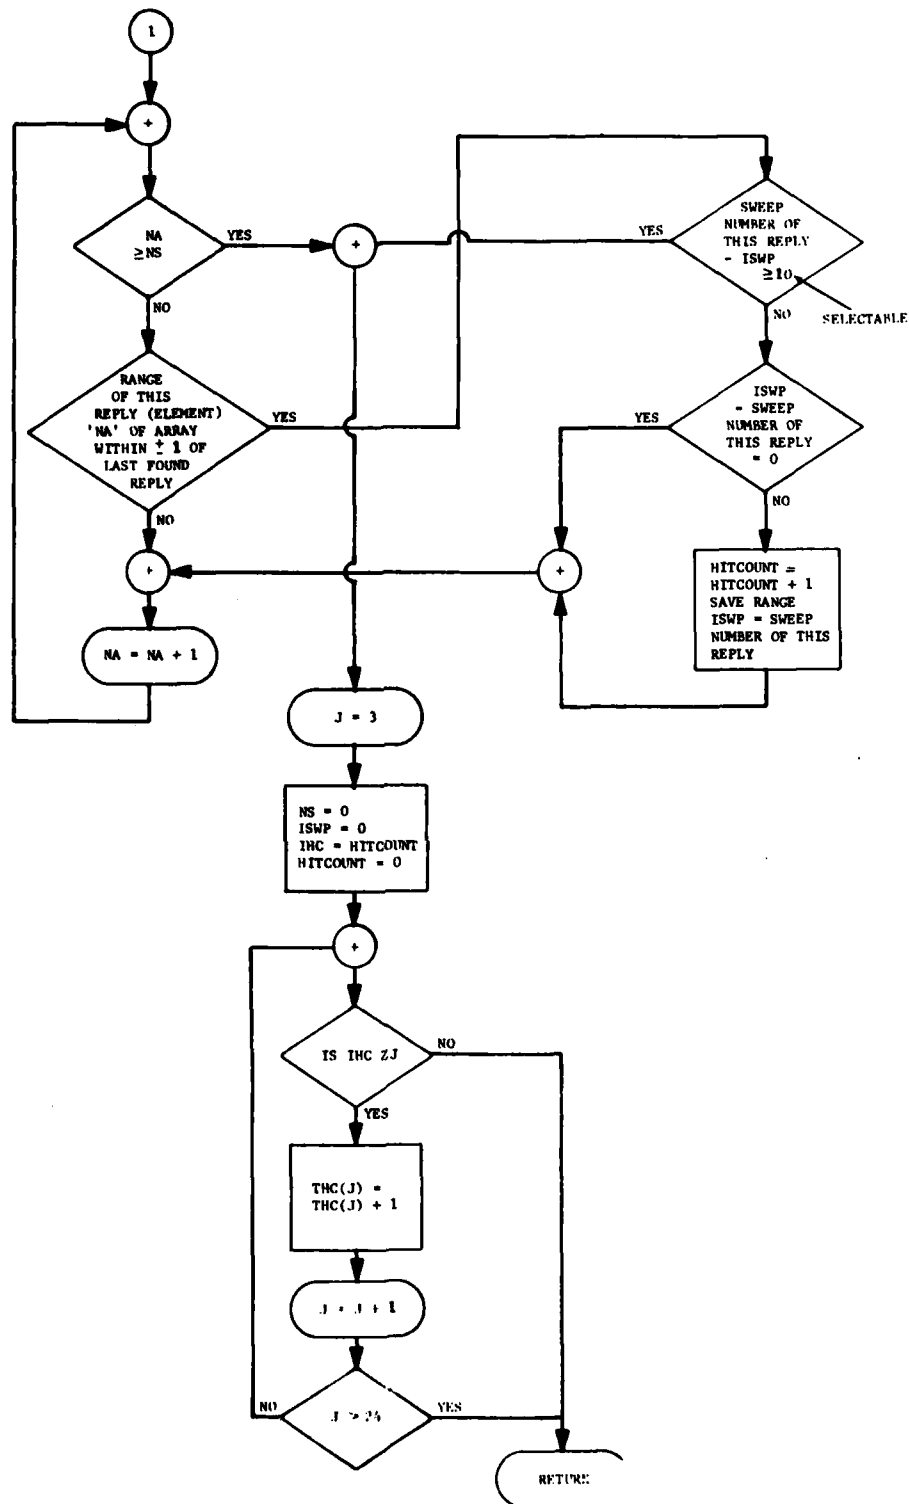 1
+
NA
≥NS
YES
NO
+
RANGE
OF THIS
REPLY (ELEMENT)
'NA' OF ARRAY
WITHIN ± 1 OF
LAST FOUND
REPLY
YES
NO
+
NA = NA + 1
SWEEP
NUMBER OF
THIS REPLY
- ISWP
≥10
YES
NO
SELECTABLE
ISWP
- SWEEP
NUMBER OF
THIS REPLY
= 0
YES
NO
+
HITCOUNT =
HITCOUNT + 1
SAVE RANGE
ISWP = SWEEP
NUMBER OF THIS
REPLY
J = 3
NS = 0
ISWP = 0
IHC = HITCOUNT
HITCOUNT = 0
+
IS IHC ≥J
NO
YES
THC(J) =
THC(J) + 1
J = J + 1
J > 24
NO
YES
RETURN